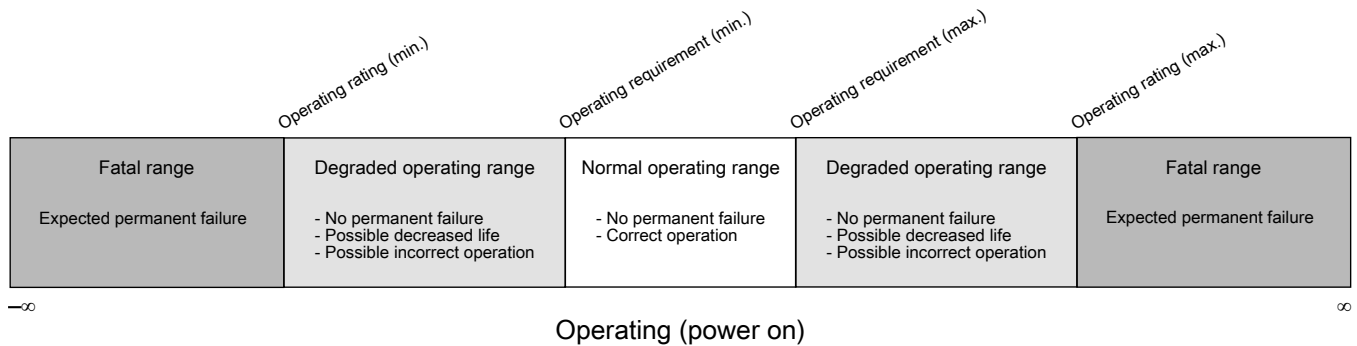 Operating rating (min.)
Operating requirement (min.)
Operating requirement (max.)
Operating rating (max.)
Fatal range
Expected permanent failure
Degraded operating range
- No permanent failure
- Possible decreased life
- Possible incorrect operation
Normal operating range
- No permanent failure
- Correct operation
Degraded operating range
- No permanent failure
- Possible decreased life
- Possible incorrect operation
Fatal range
Expected permanent failure
–∞
∞
Operating (power on)